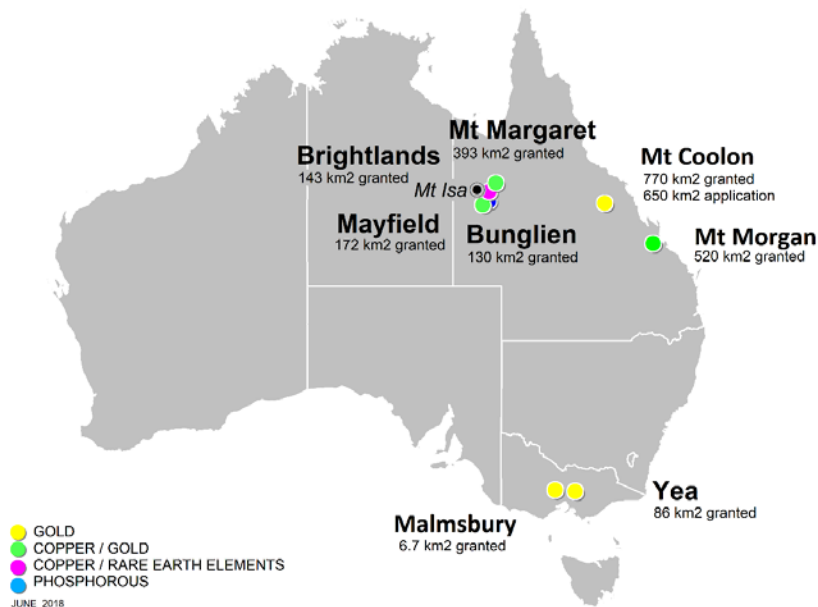 Mt Margaret
393 km2 granted
Brightlands
143 km2 granted
Mt Isa
Mt Coolon
770 km2 granted
650 km2 application
Mayfield
172 km2 granted
Bunglien
130 km2 granted
Mt Morgan
520 km2 granted
Yea
86 km2 granted
Malmsbury
6.7 km2 granted
GOLD
COPPER / GOLD
COPPER / RARE EARTH ELEMENTS
PHOSPHOROUS
JUNE 2018